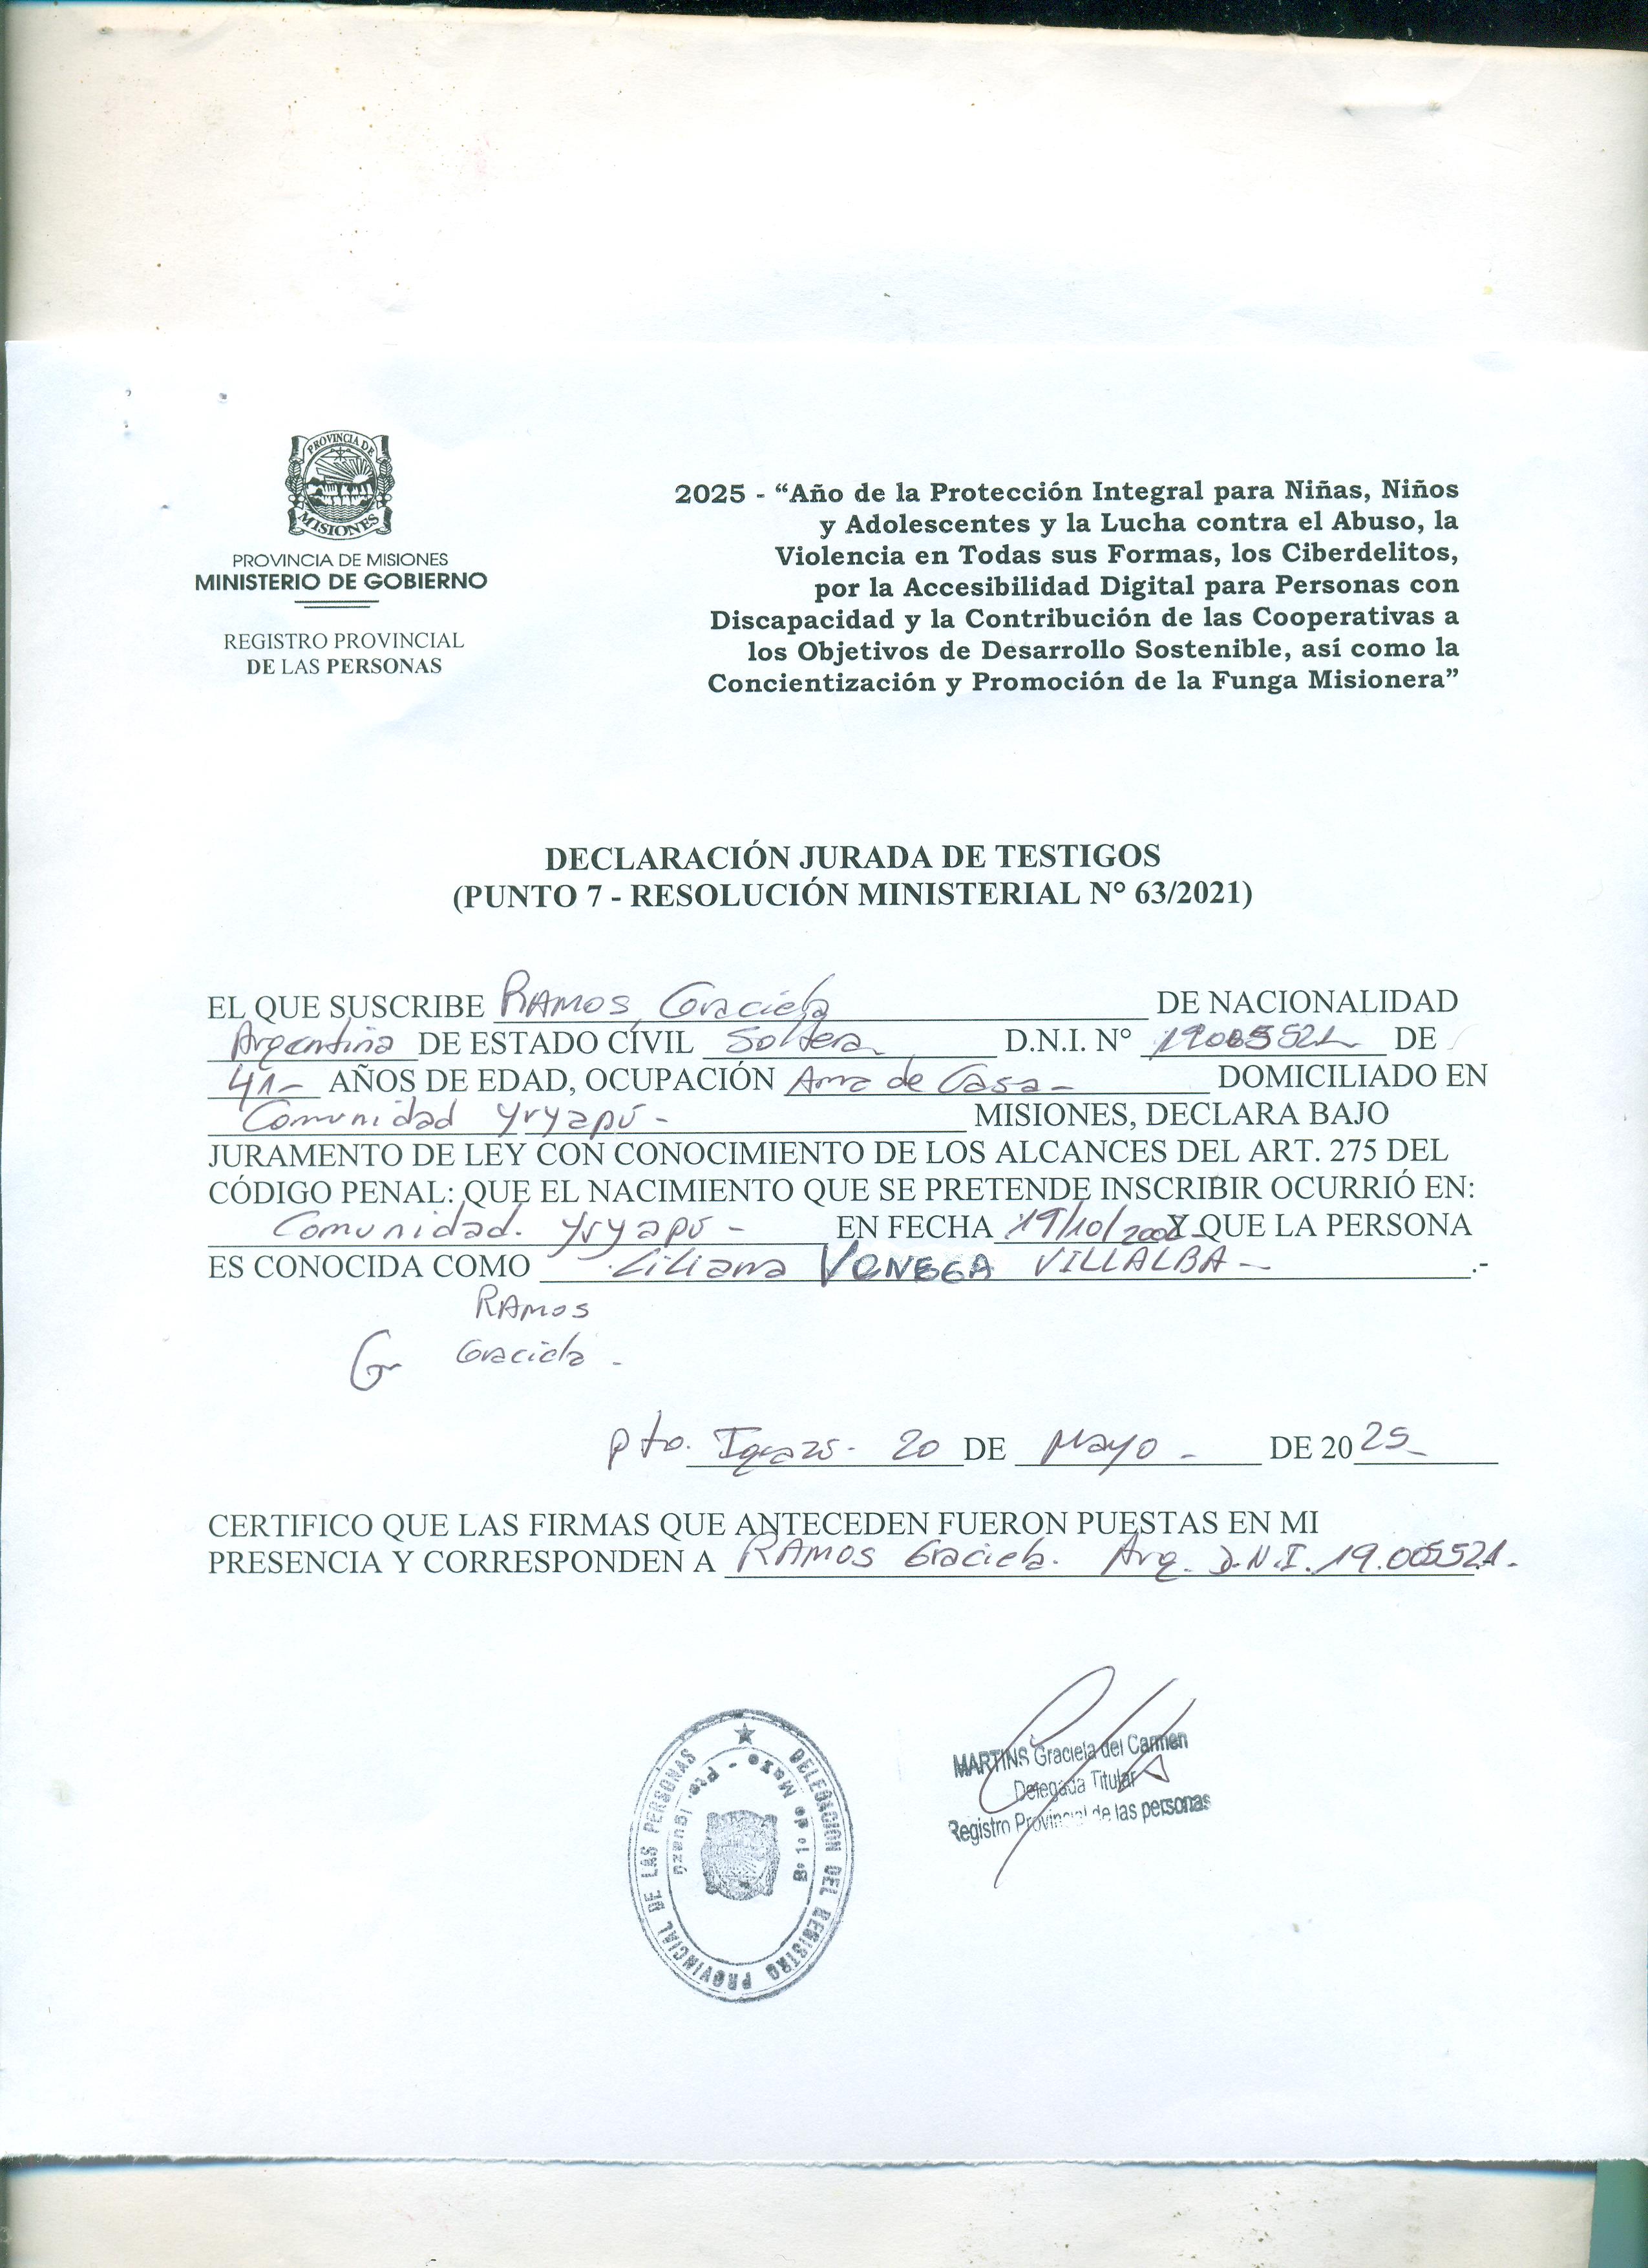 PROVINCIA DE
MISIONES
PROVINCIA DE MISIONES
MINISTERIO DE GOBIERNO
REGISTRO PROVINCIAL
DE LAS PERSONAS
2025 - “Año de la Protección Integral para Niñas, Niños
y Adolescentes y la Lucha contra el Abuso, la
Violencia en Todas sus Formas, los Ciberdelitos,
por la Accesibilidad Digital para Personas con
Discapacidad y la Contribución de las Cooperativas a
los Objetivos de Desarrollo Sostenible, así como la
Concientización y Promoción de la Funga Misionera”
DECLARACIÓN JURADA DE TESTIGOS
(PUNTO 7 - RESOLUCIÓN MINISTERIAL N° 63/2021)
EL QUE SUSCRIBE RAMOS, Graciela DE NACIONALIDAD
Argentina DE ESTADO CÍVIL Soltera D.N.I. N° DE
41- AÑOS DE EDAD, OCUPACIÓN Ama de Casa- DOMICILIADO EN
Comunidad Yryapú- MISIONES, DECLARA BAJO
JURAMENTO DE LEY CON CONOCIMIENTO DE LOS ALCANCES DEL ART. 275 DEL
CÓDIGO PENAL: QUE EL NACIMIENTO QUE SE PRETENDE INSCRIBIR OCURRIÓ EN:
Comunidad. Yryapú- EN FECHA Y QUE LA PERSONA
ES CONOCIDA COMO Liliana VILLALBA- .-
RAMOS
Gr Graciela -
Pto. Iguazú- 20 DE Mayo - DE 2025-
CERTIFICO QUE LAS FIRMAS QUE ANTECEDEN FUERON PUESTAS EN MI
PRESENCIA Y CORRESPONDEN A RAMOS Graciela. Arg. D.N.I.
DELEGACION DEL REGISTRO PROVINCIAL DE LAS PERSONAS
Bº 1º de Mayo - Pto. Iguazú
MARTINS Graciela del Carmen
Delegada Titular
Registro Provincial de las personas